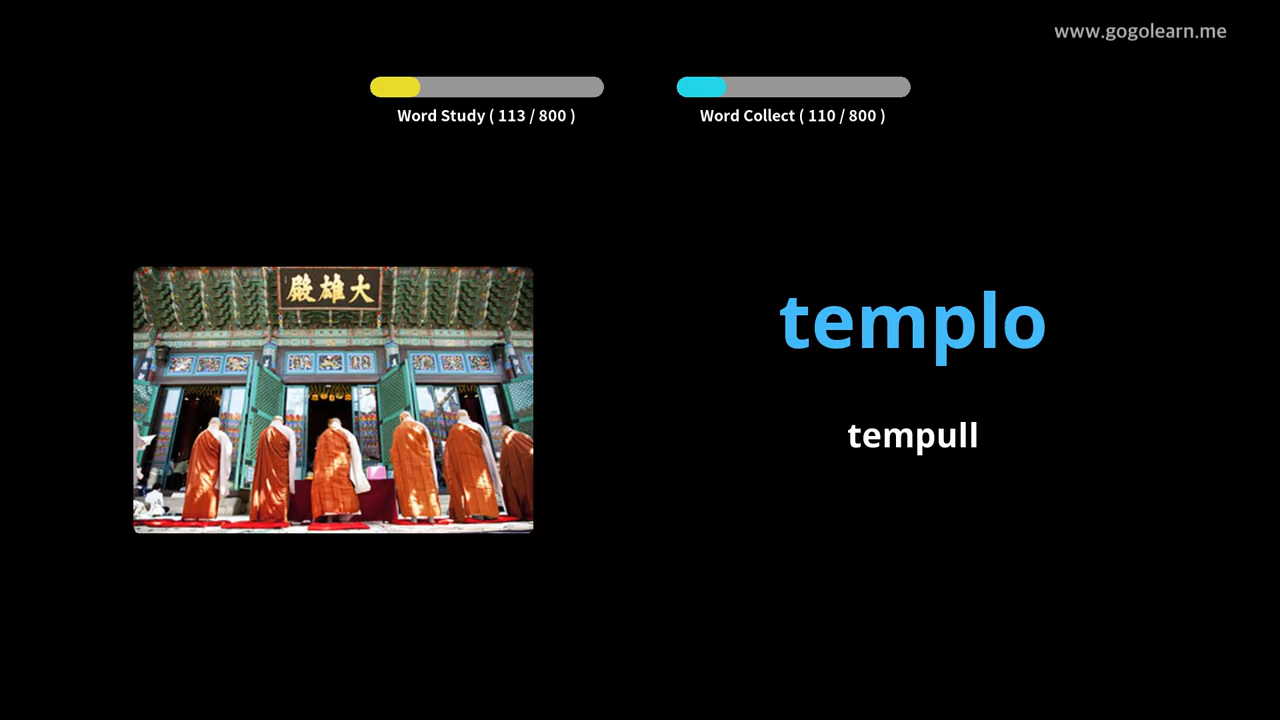 www.gogolearn.me
Word Study ( 113 / 800 )
Word Collect ( 110 / 800 )
殿雄大
templo
tempull